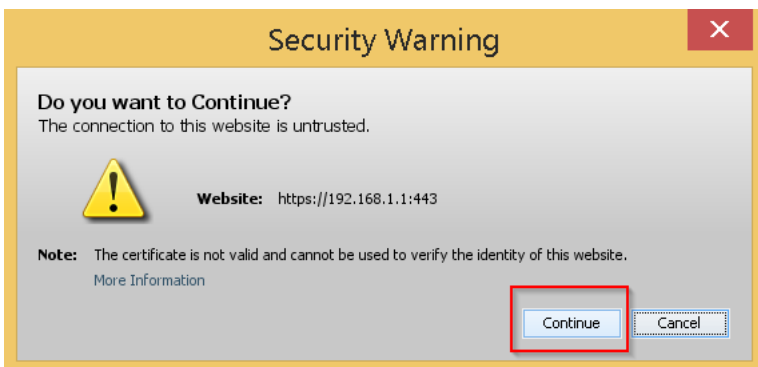 Security Warning
Do you want to Continue?
The connection to this website is untrusted.
Website: https://192.168.1.1:443
Note: The certificate is not valid and cannot be used to verify the identity of this website.
More Information
Continue Cancel